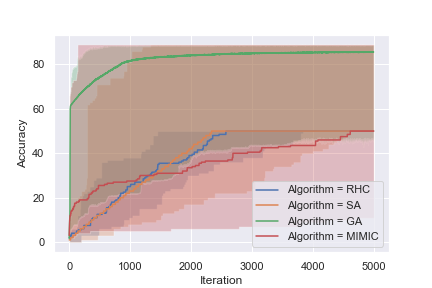 80
60
40
20
0
Accuracy
Algorithm = RHC
Algorithm = SA
Algorithm = GA
Algorithm = MIMIC
0 1000 2000 3000 4000 5000
Iteration